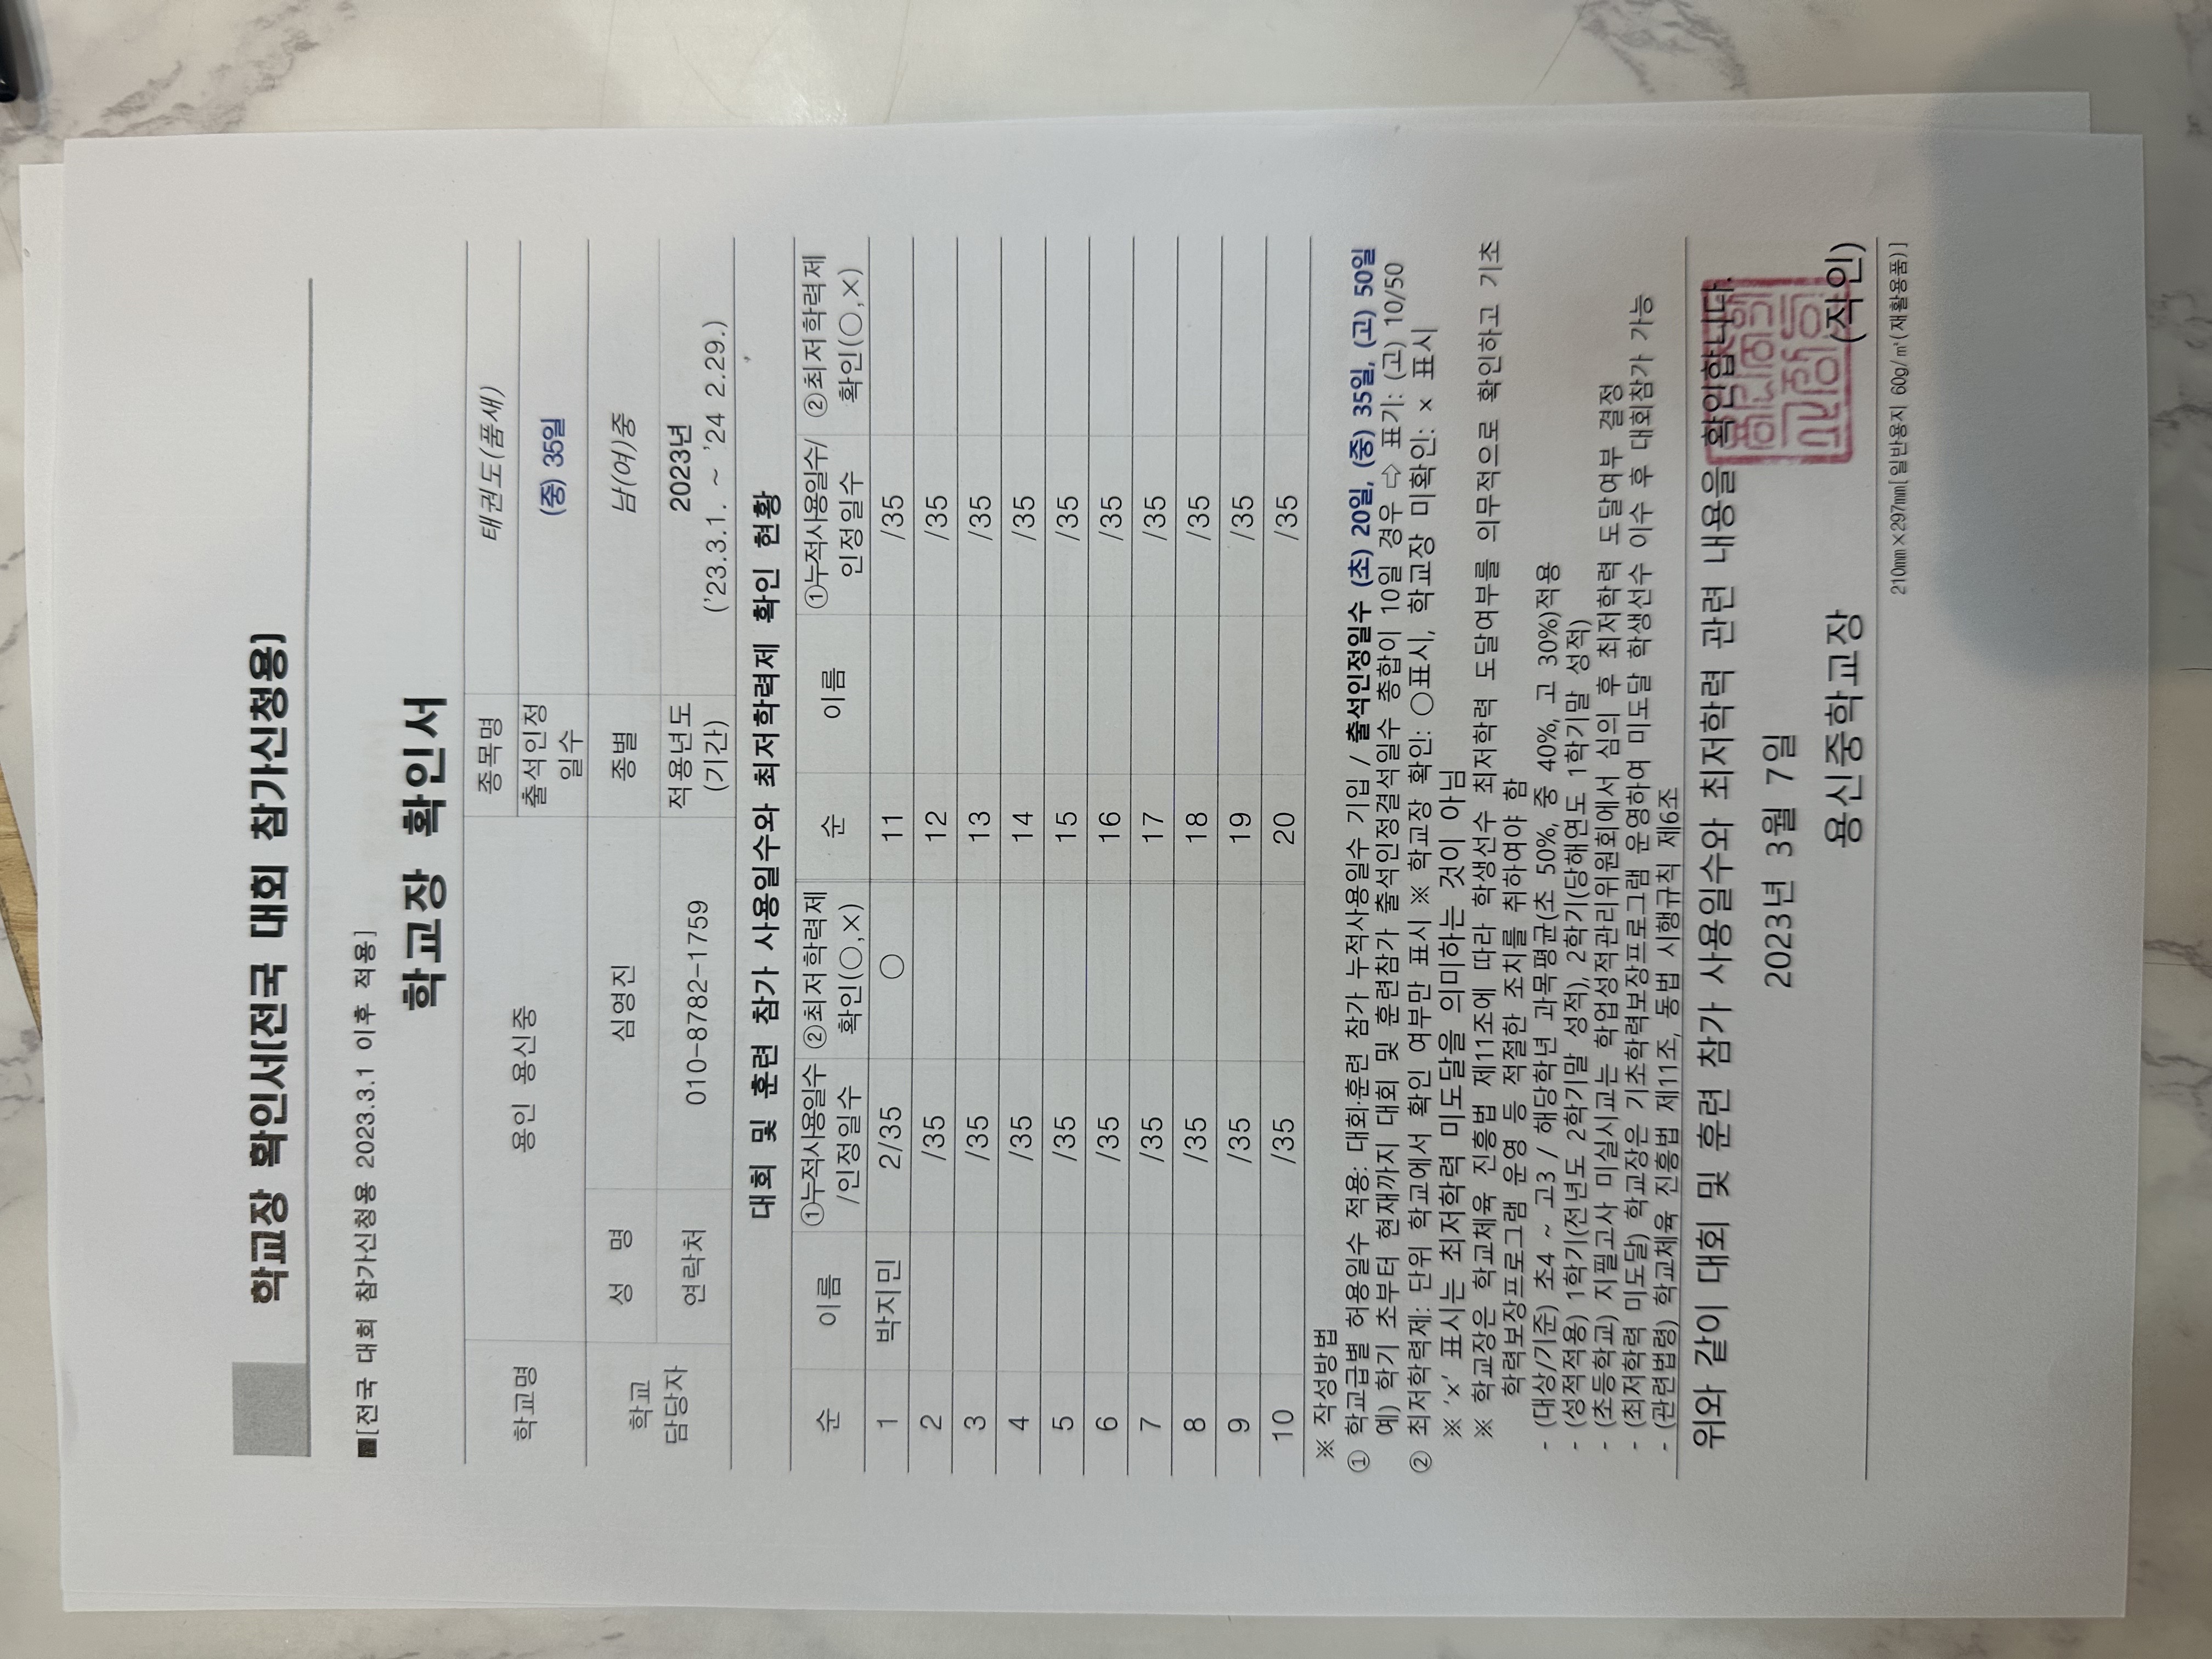 학교장 확인서[전국 대회 참가신청용]
■[전국 대회 참가신청용 2023.3.1 이후 적용]
학교장 확인서
학교명 용인 용신중 종목명 태권도(품새)
출석인정일수 (중) 35일
학교 담당자 성 명 심영진 종별 남(여)중
연락처 010-8782-1759 적용년도 (기간) 2023년 ('23.3.1. ~ '24 2.29.)
대회 및 훈련 참가 사용일수와 최저학력제 확인 현황
순 이름 ①누적사용일수/인정일수 ②최저학력제 확인(○,×) 순 이름 ①누적사용일수/인정일수 ②최저학력제 확인(○,×)
1 박지민 2/35 ○ 11 /35
2 /35 12 /35
3 /35 13 /35
4 /35 14 /35
5 /35 15 /35
6 /35 16 /35
7 /35 17 /35
8 /35 18 /35
9 /35 19 /35
10 /35 20 /35
※ 작성방법
① 학교급별 허용일수 적용: 대회·훈련 참가 누적사용일수 기입 / 출석인정일수 (초) 20일, (중) 35일, (고) 50일
예) 학기 초부터 현재까지 대회 및 훈련참가 출석인정결석일수 총합이 10일 경우 ⇨ 표기: (고) 10/50
② 최저학력제: 단위 학교에서 확인 여부만 표시 ※ 학교장 확인: ○표시, 학교장 미확인: × 표시
※ '×' 표시는 최저학력 미도달을 의미하는 것이 아님
※ 학교장은 학교체육 진흥법 제11조에 따라 학생선수 최저학력 도달여부를 의무적으로 확인하고 기초
학력보장프로그램 운영 등 적절한 조치를 취하여야 함
- (대상/기준) 초4 ~ 고3 / 해당학년 과목평균(초 50%, 중 40%, 고 30%)적용
- (성적적용) 1학기(전년도 2학기말 성적), 2학기(당해연도 1학기말 성적)
- (초등학교) 지필고사 미실시교는 학업성적관리위원회에서 심의 후 최저학력 도달여부 결정
- (최저학력 미도달) 학교장은 기초학력보장프로그램 운영하여 미도달 학생선수 이수 후 대회참가 가능
- (관련법령) 학교체육 진흥법 제11조, 동법 시행규칙 제6조
위와 같이 대회 및 훈련 참가 사용일수와 최저학력 관련 내용을 확인합니다.
2023년 3월 7일
용신중학교장 (직인)
210㎜×297㎜[일반용지 60g/㎡(재활용품)]